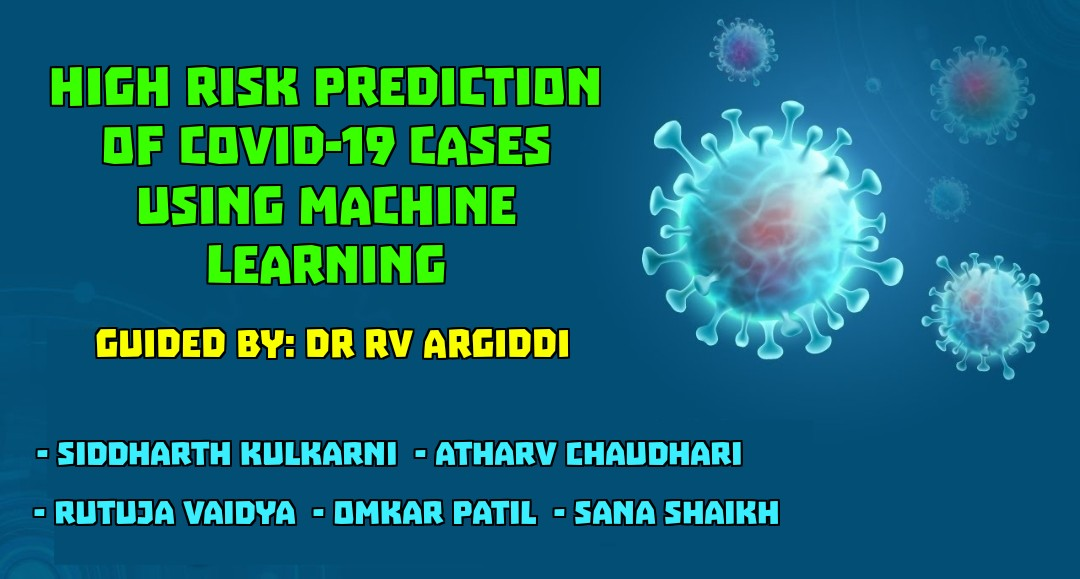 HIGH RISK PREDICTION
OF COVID-19 CASES
USING MACHINE
LEARNING
GUIDED BY: DR RV ARGIDDI
- SIDDHARTH KULKARNI - ATHARV CHAUDHARI
- RUTUJA VAIDYA - OMKAR PATIL - SANA SHAIKH